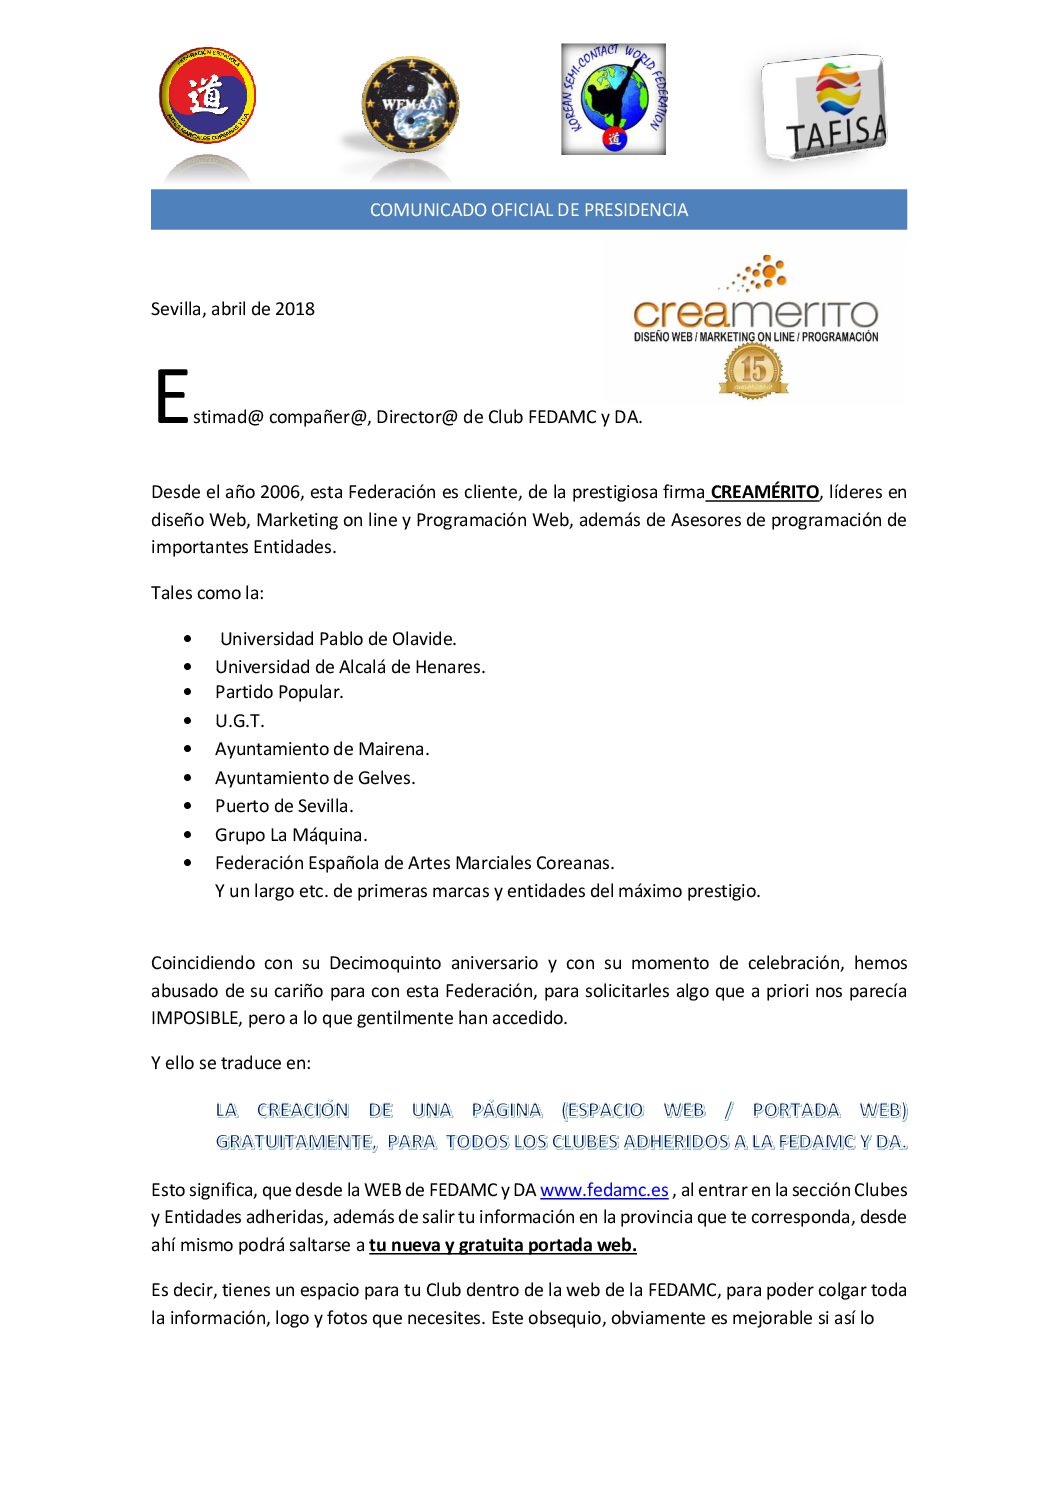 FEDERACIÓN ESPAÑOLA
道
WEMAA
KOREAN SEMI-CONTACT WORLD FEDERATION
道
TAFISA
COMUNICADO OFICIAL DE PRESIDENCIA
creamerito
DISEÑO WEB / MARKETING ON LINE / PROGRAMACIÓN
15
aniversario
Sevilla, abril de 2018
Estimad@ compañer@, Director@ de Club FEDAMC y DA.
Desde el año 2006, esta Federación es cliente, de la prestigiosa firma CREAMÉRITO, líderes en
diseño Web, Marketing on line y Programación Web, además de Asesores de programación de
importantes Entidades.
Tales como la:
• Universidad Pablo de Olavide.
• Universidad de Alcalá de Henares.
• Partido Popular.
• U.G.T.
• Ayuntamiento de Mairena.
• Ayuntamiento de Gelves.
• Puerto de Sevilla.
• Grupo La Máquina.
• Federación Española de Artes Marciales Coreanas.
Y un largo etc. de primeras marcas y entidades del máximo prestigio.
Coincidiendo con su Decimoquinto aniversario y con su momento de celebración, hemos
abusado de su cariño para con esta Federación, para solicitarles algo que a priori nos parecía
IMPOSIBLE, pero a lo que gentilmente han accedido.
Y ello se traduce en:
LA CREACIÓN DE UNA PÁGINA (ESPACIO WEB / PORTADA WEB)
GRATUITAMENTE, PARA TODOS LOS CLUBES ADHERIDOS A LA FEDAMC Y DA.
Esto significa, que desde la WEB de FEDAMC y DA www.fedamc.es , al entrar en la sección Clubes
y Entidades adheridas, además de salir tu información en la provincia que te corresponda, desde
ahí mismo podrá saltarse a tu nueva y gratuita portada web.
Es decir, tienes un espacio para tu Club dentro de la web de la FEDAMC, para poder colgar toda
la información, logo y fotos que necesites. Este obsequio, obviamente es mejorable si así lo